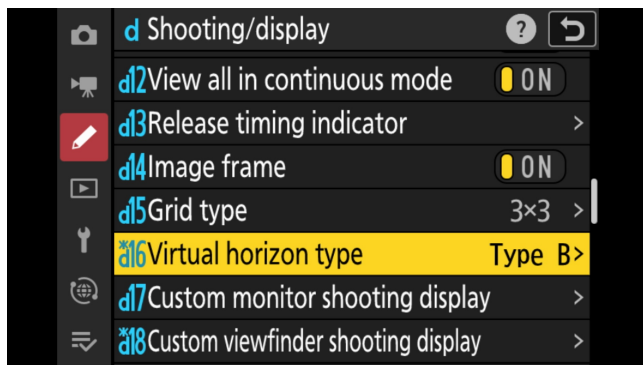 d Shooting/display ?
d12 View all in continuous mode ON
d13 Release timing indicator >
d14 Image frame ON
d15 Grid type 3×3 >
*d16 Virtual horizon type Type B>
d17 Custom monitor shooting display >
*d18 Custom viewfinder shooting display >